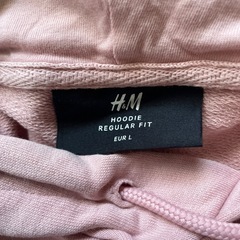 H&M
HOODIE
REGULAR FIT
EUR L